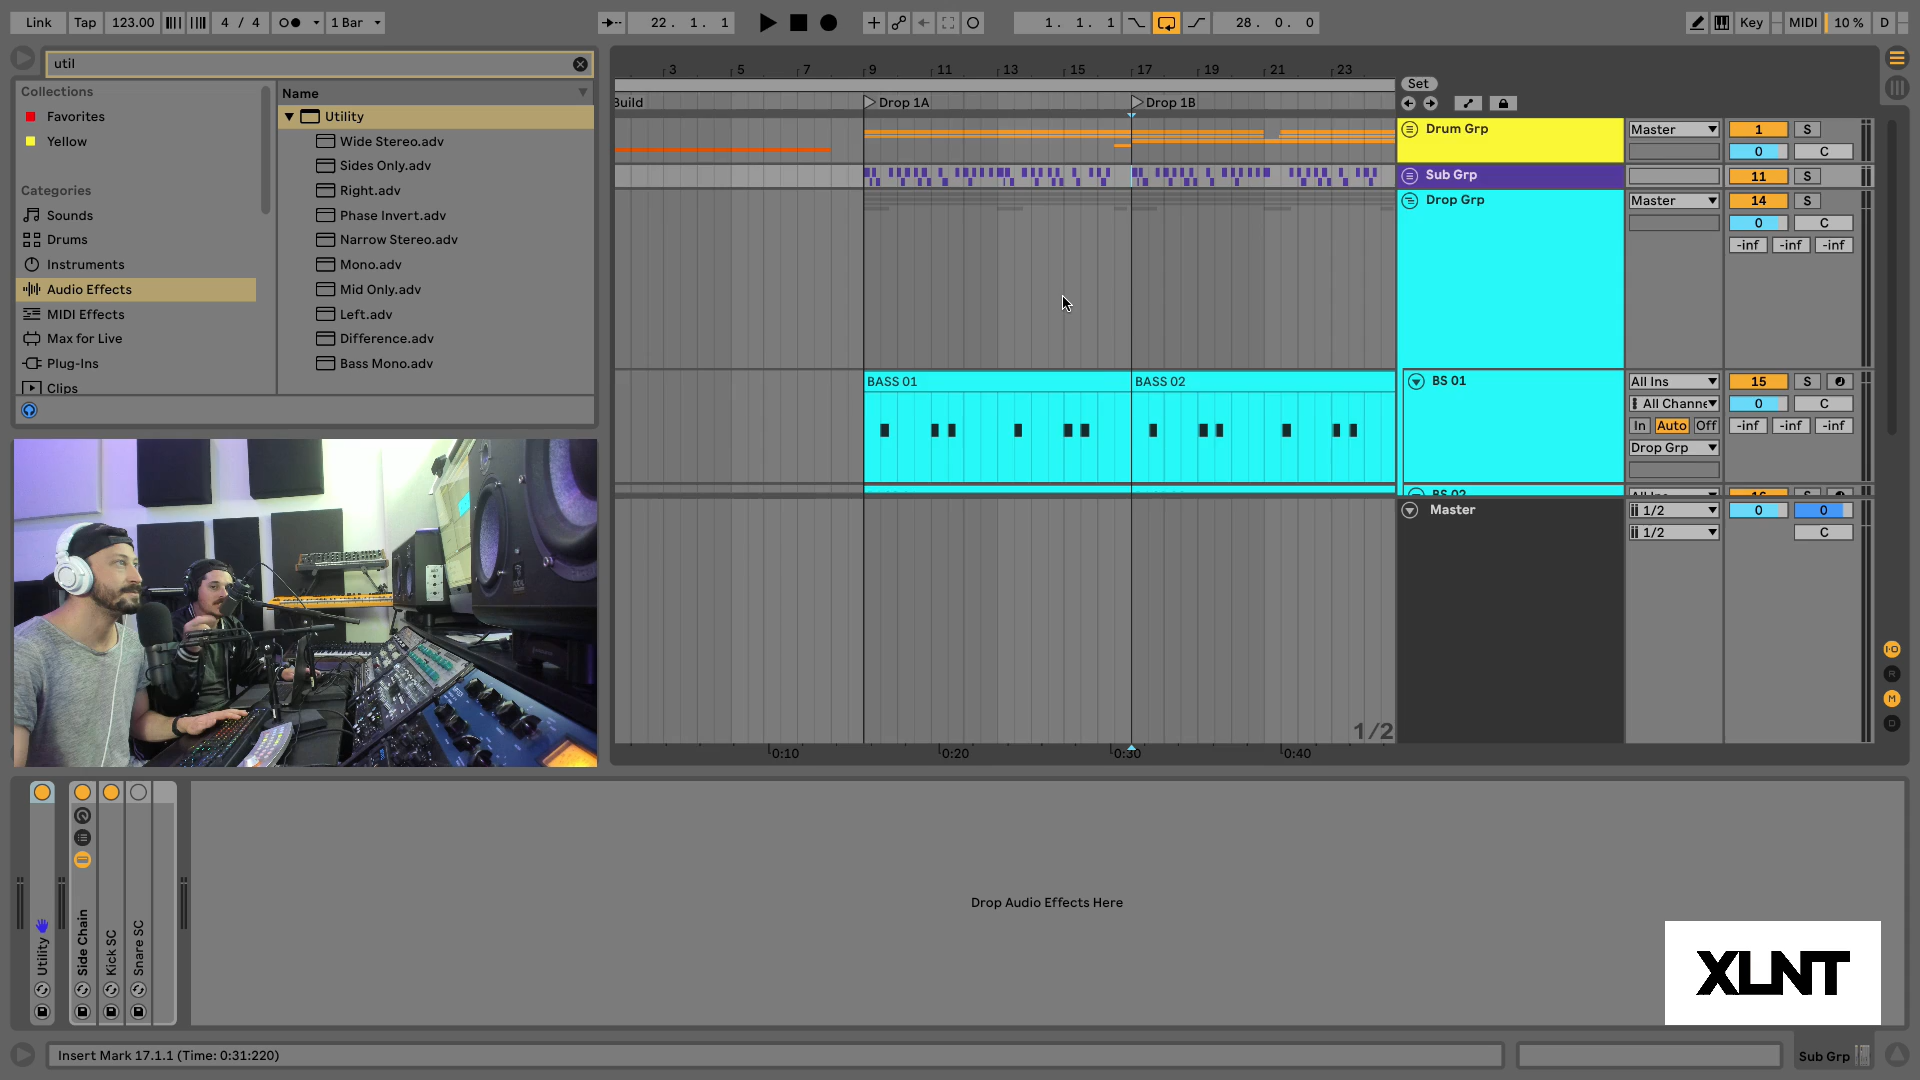 Link Tap 123.00 4 / 4 1 Bar 22. 1. 1 1. 1. 1 28. 0. 0 Key MIDI 10 % D
util
Collections
Favorites
Yellow
Categories
Sounds
Drums
Instruments
Audio Effects
MIDI Effects
Max for Live
Plug-Ins
Clips
Name
Utility
Wide Stereo.adv
Sides Only.adv
Right.adv
Phase Invert.adv
Narrow Stereo.adv
Mono.adv
Mid Only.adv
Left.adv
Difference.adv
Bass Mono.adv
3 5 7 9 11 13 15 17 19 21 23
Set
Build Drop 1A Drop 1B
Drum Grp Master 1 S
0 C
Sub Grp 11 S
Drop Grp Master 14 S
0 C
-inf -inf -inf
BASS 01 BASS 02 BS 01 All Ins 15 S
All Channe 0 C
In Auto Off -inf -inf -inf
Drop Grp
BS 02 All Ins 16 S
Master 1/2 0 0
1/2 C
I-O
R
M
D
1/2
0:10 0:20 0:30 0:40
Utility
Side Chain
Kick SC
Snare SC
Drop Audio Effects Here
XLNT
Insert Mark 17.1.1 (Time: 0:31:220) Sub Grp